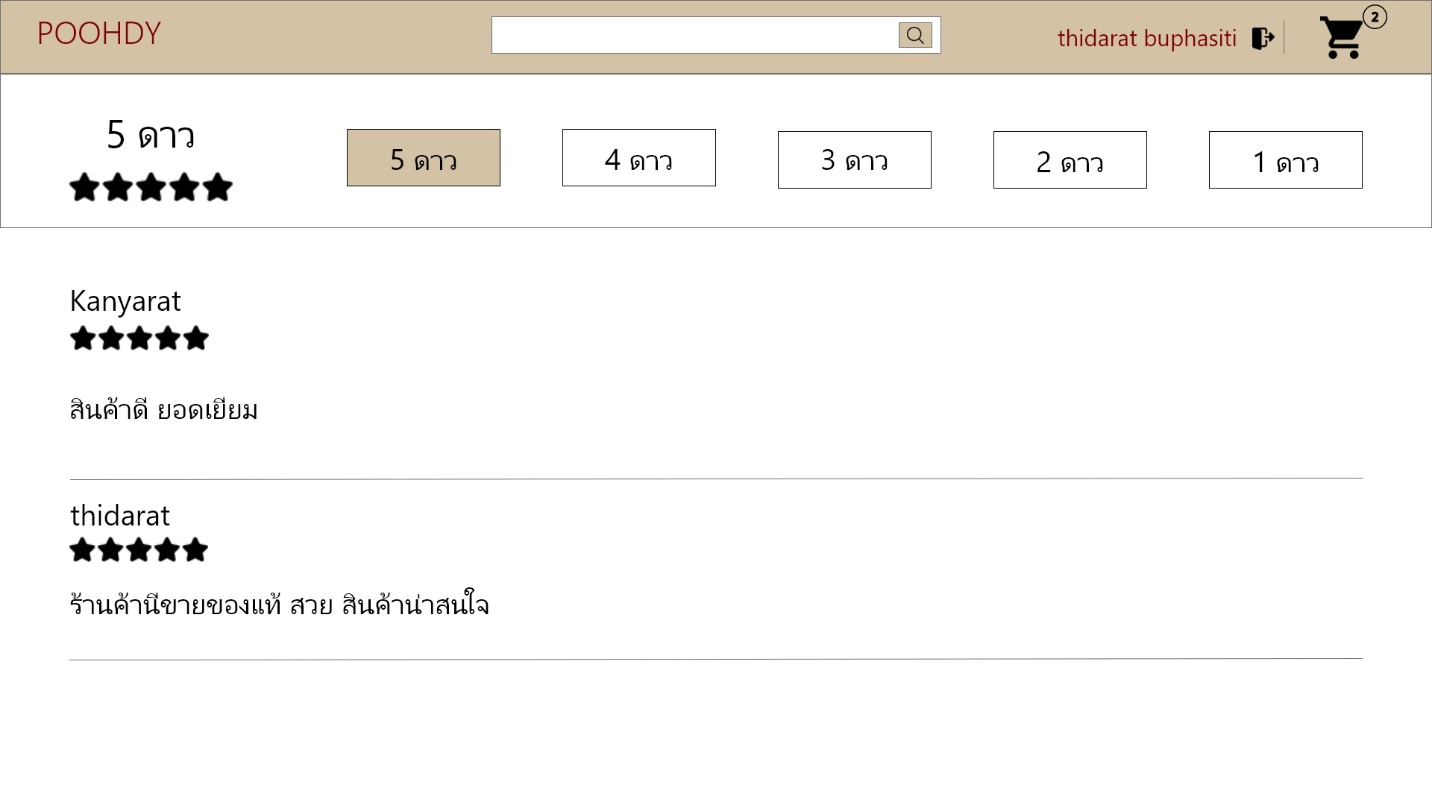 POOHDY
thidarat buphasiti
2
5 ดาว
5 ดาว
4 ดาว
3 ดาว
2 ดาว
1 ดาว
Kanyarat
สินค้าดี ยอดเยียม
thidarat
ร้านค้านีขายของแท้ สวย สินค้าน่าสนใจ